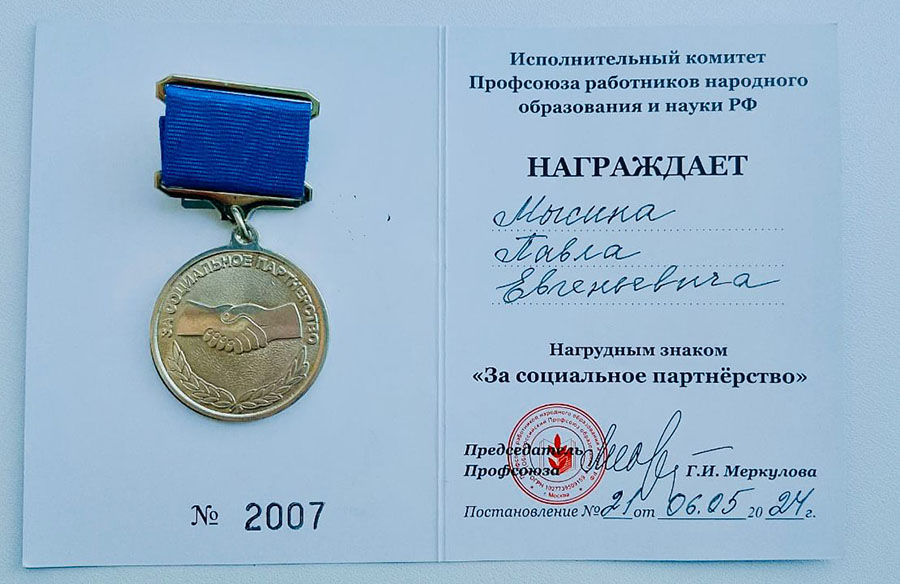 ЗА СОЦИАЛЬНОЕ ПАРТНЕРСТВО
№ 2007
Исполнительный комитет
Профсоюза работников народного
образования и науки РФ
НАГРАЖДАЕТ
Мысина
Павла
Евгеньевича
Нагрудным знаком
«За социальное партнёрство»
Председатель
Профсоюза Г.И. Меркулова
Постановление № 21 от 06.05 2024 г.